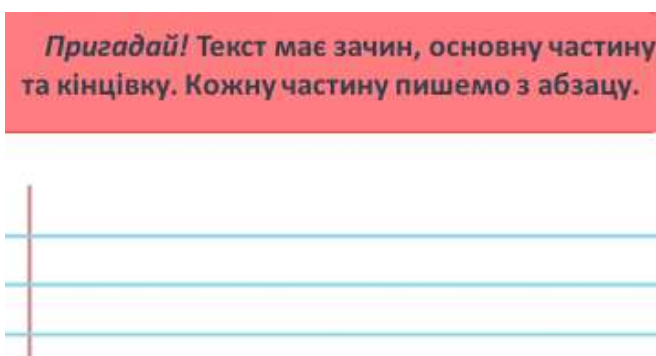 Пригадай! Текст має зачин, основну частину
та кінцівку. Кожну частину пишемо з абзацу.